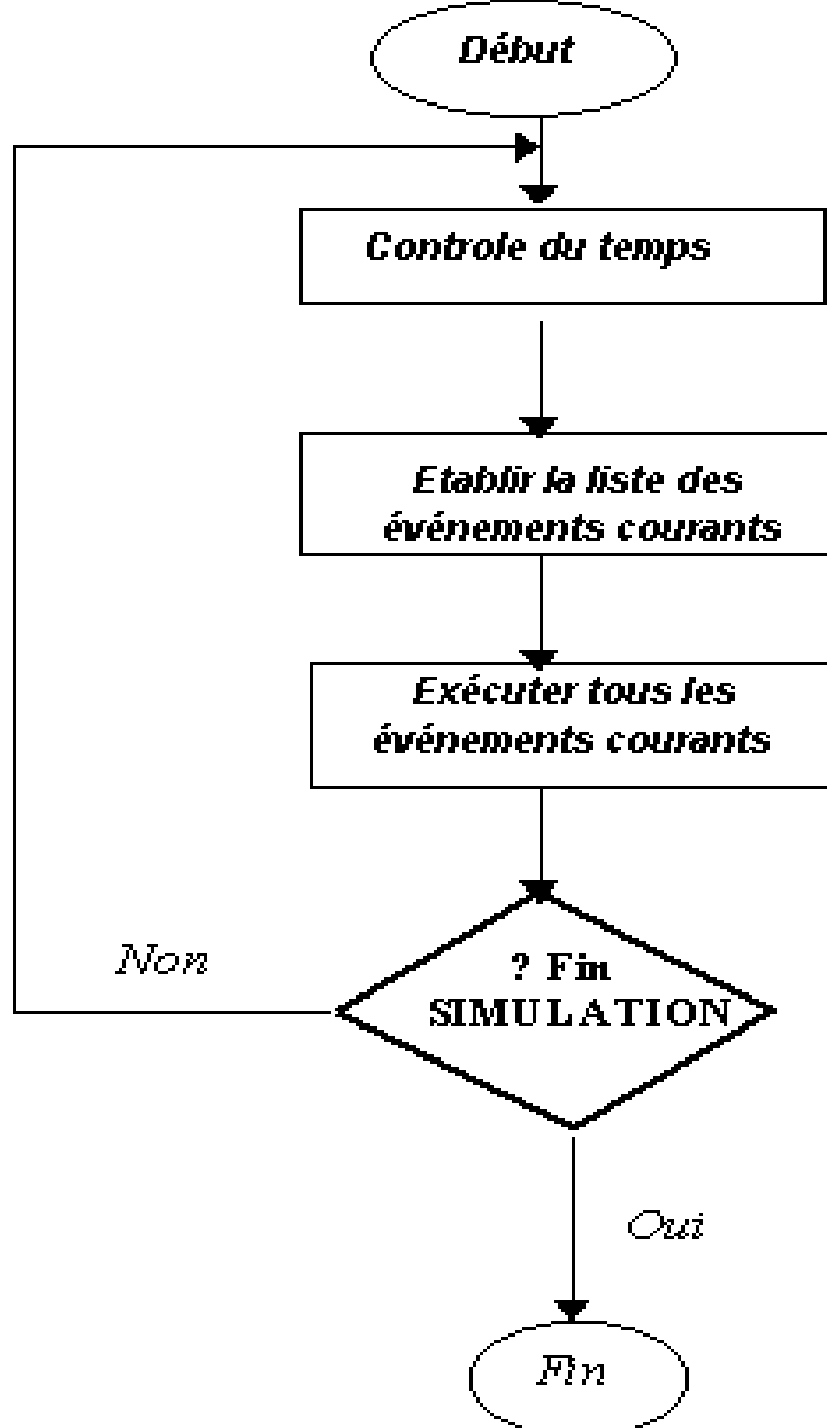 Début
Controle du temps
Etablir la liste des
événements courants
Exécuter tous les
événements courants
? Fin
SIMULATION
Non
Oui
Fin